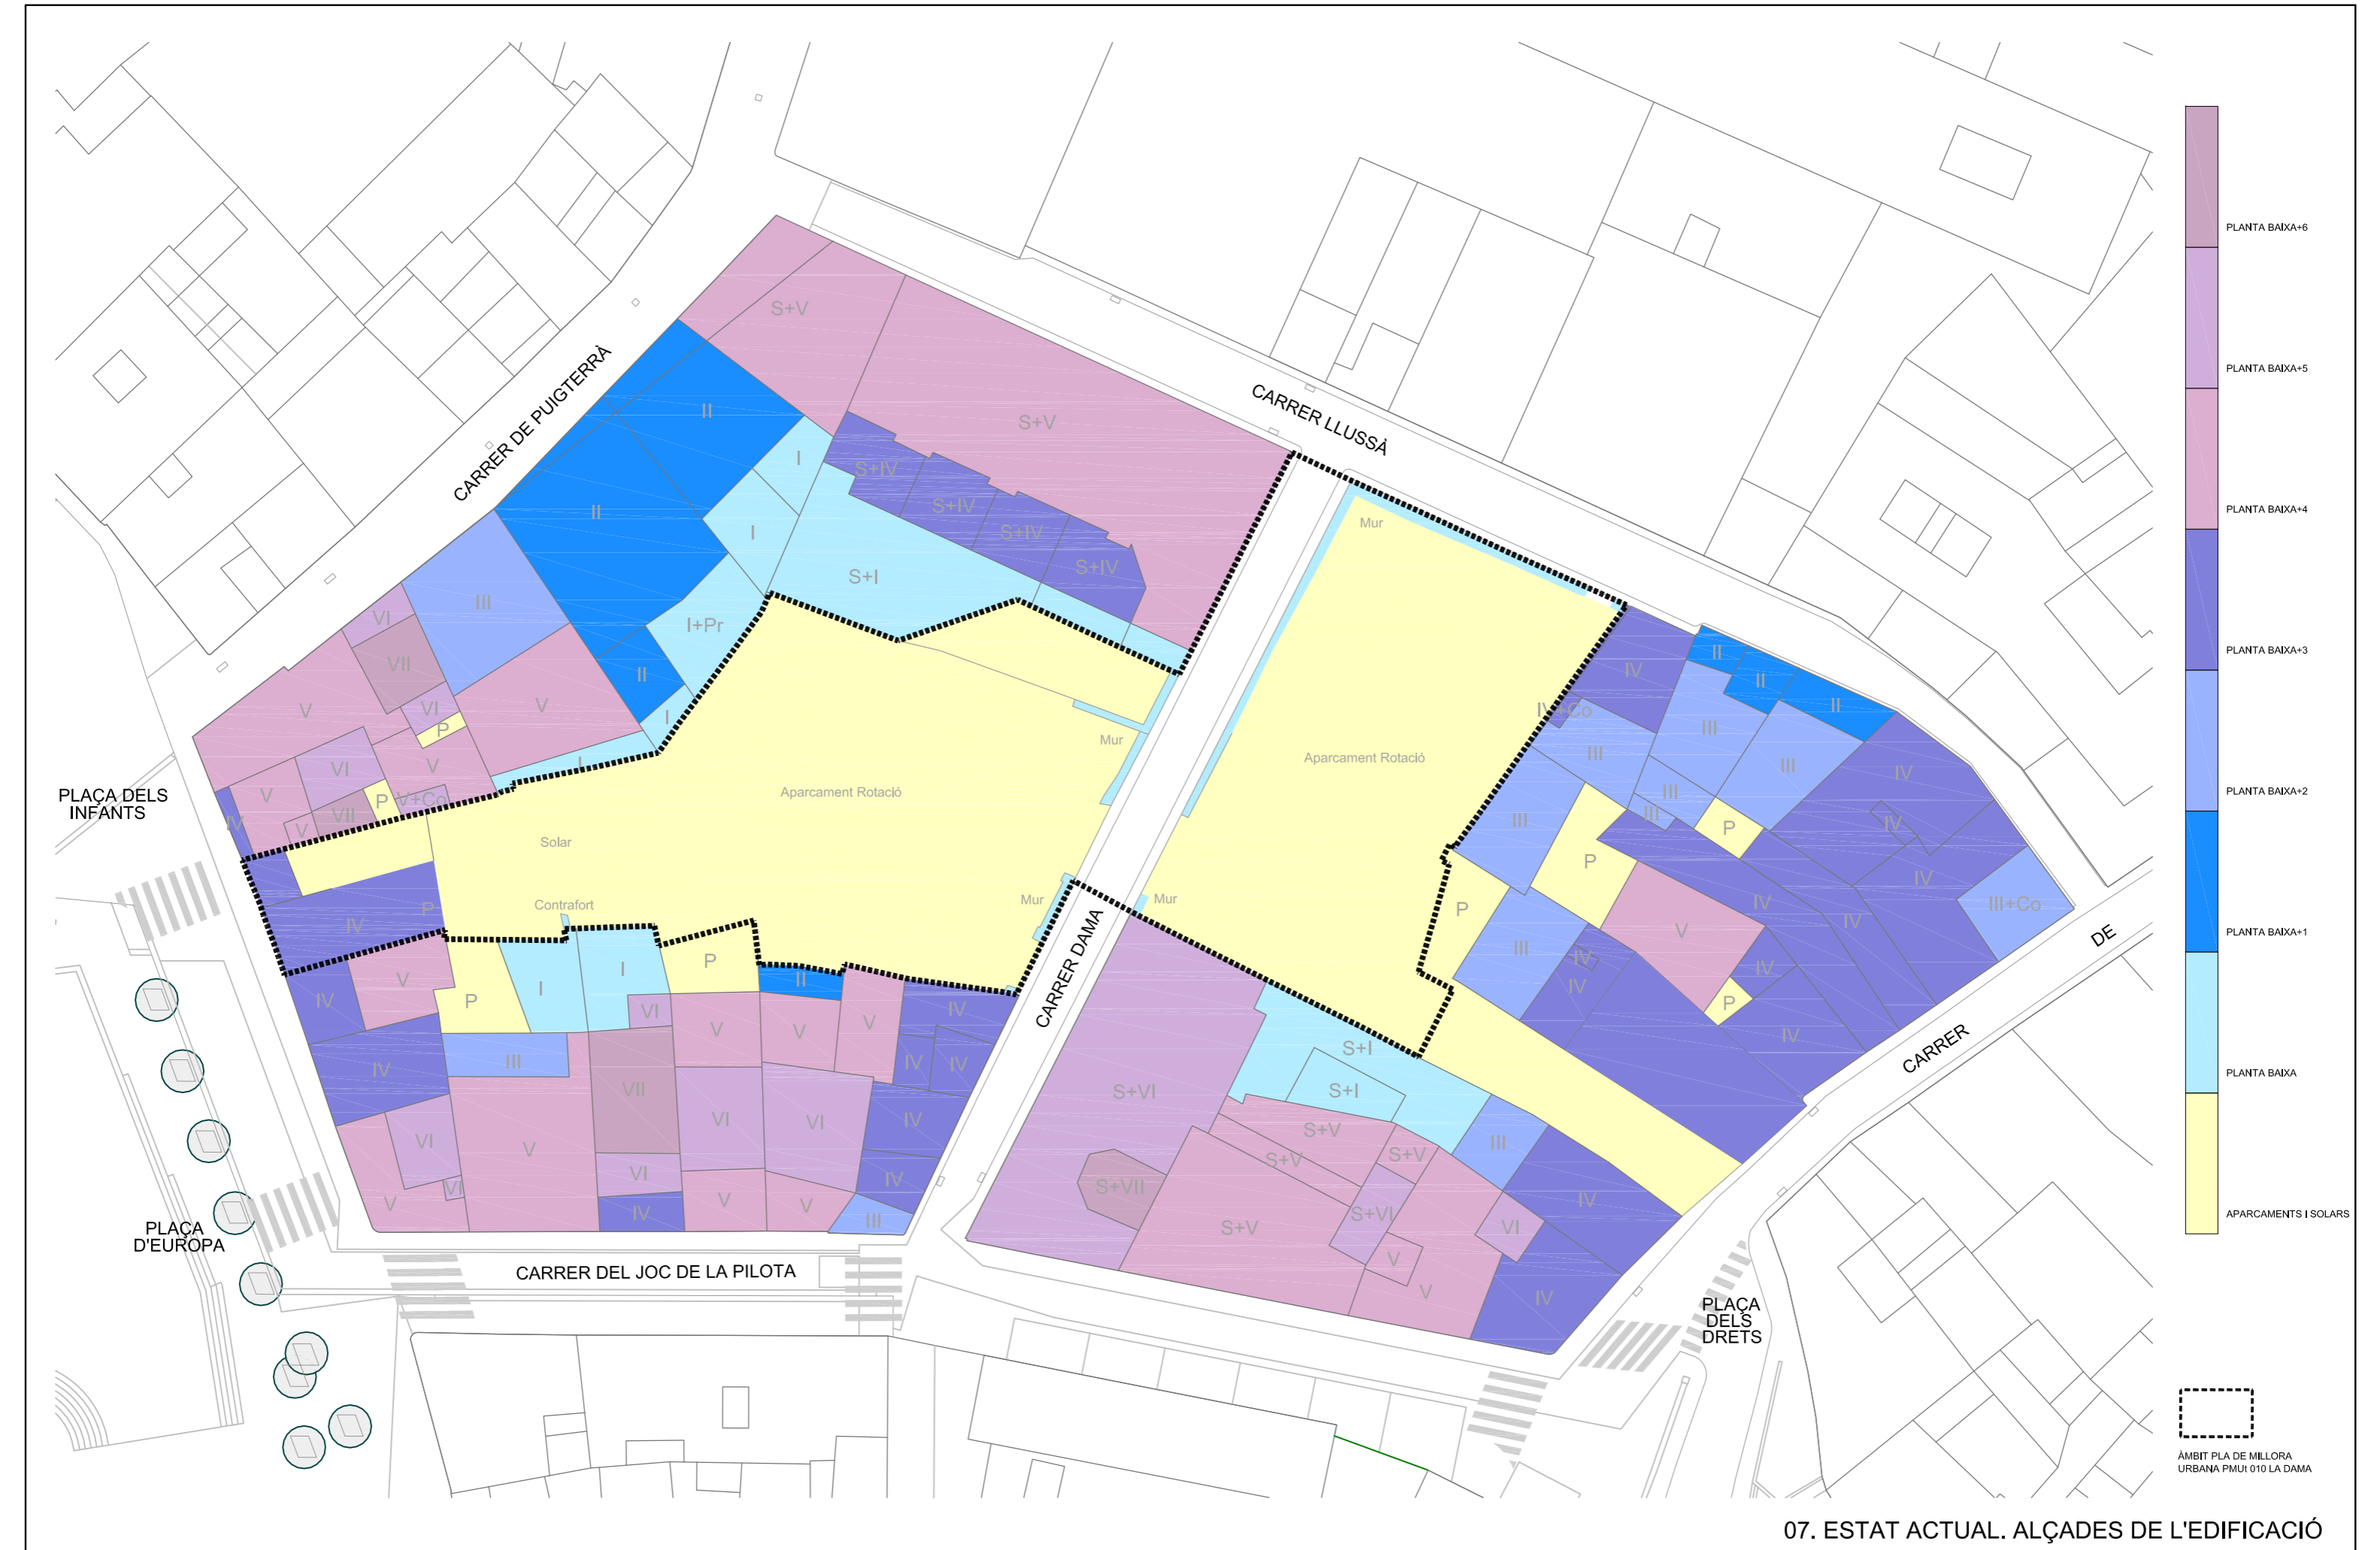 S+V
PLANTA BAIXA+6
CARRER DE PUIGTERRÀ
CARRER LLUSSÀ
PLANTA BAIXA+5
II
S+V
I
S+IV
S+IV
S+IV
S+IV
Mur
PLANTA BAIXA+4
II
I
S+I
III
VI
I+Pr
VII
II
PLANTA BAIXA+3
IV
II
II
II
V
VI
V
I
P
IV+Co
III
III
III
Mur
Aparcament Rotació
Aparcament Rotació
VI
V
V
I
IV
PLAÇA DELS
INFANTS
P
V+Co
VII
V
IV
III
III
III
P
IV
PLANTA BAIXA+2
Solar
P
IV
Contrafort
Mur
Mur
P
IV
P
IV
IV
III+Co
CARRER DAMA
V
IV
V
P
I
I
P
II
III
IV
IV
IV
P
CARRER
DE
PLANTA BAIXA+1
VI
V
V
V
IV
IV
IV
IV
IV
III
VII
S+I
S+I
S+VI
PLANTA BAIXA
VI
V
VI
VI
IV
S+V
S+V
S+V
III
V
VI
VI
IV
V
V
IV
III
S+VII
S+V
S+VI
VI
IV
V
V
IV
PLAÇA
D'EUROPA
CARRER DEL JOC DE LA PILOTA
APARCAMENTS I SOLARS
PLAÇA
DELS
DRETS
ÀMBIT PLA DE MILLORA
URBANA PMUt 010 LA DAMA
07. ESTAT ACTUAL. ALÇADES DE L'EDIFICACIÓ